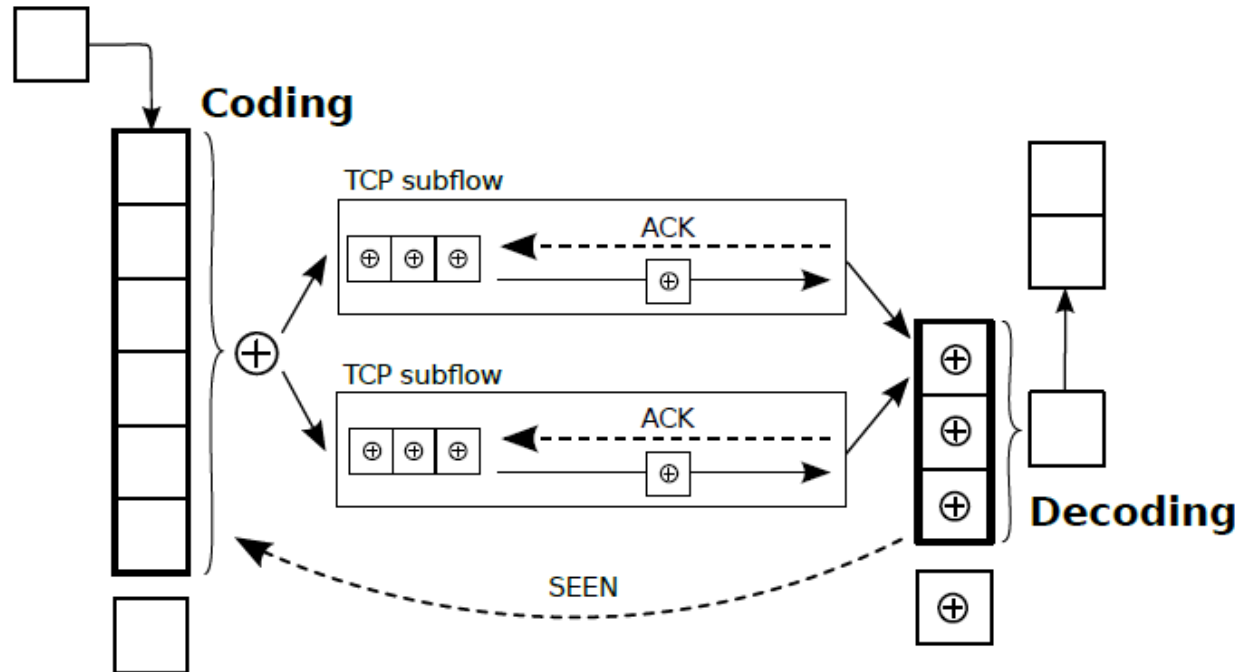 Coding
TCP subflow
ACK
TCP subflow
ACK
Decoding
SEEN